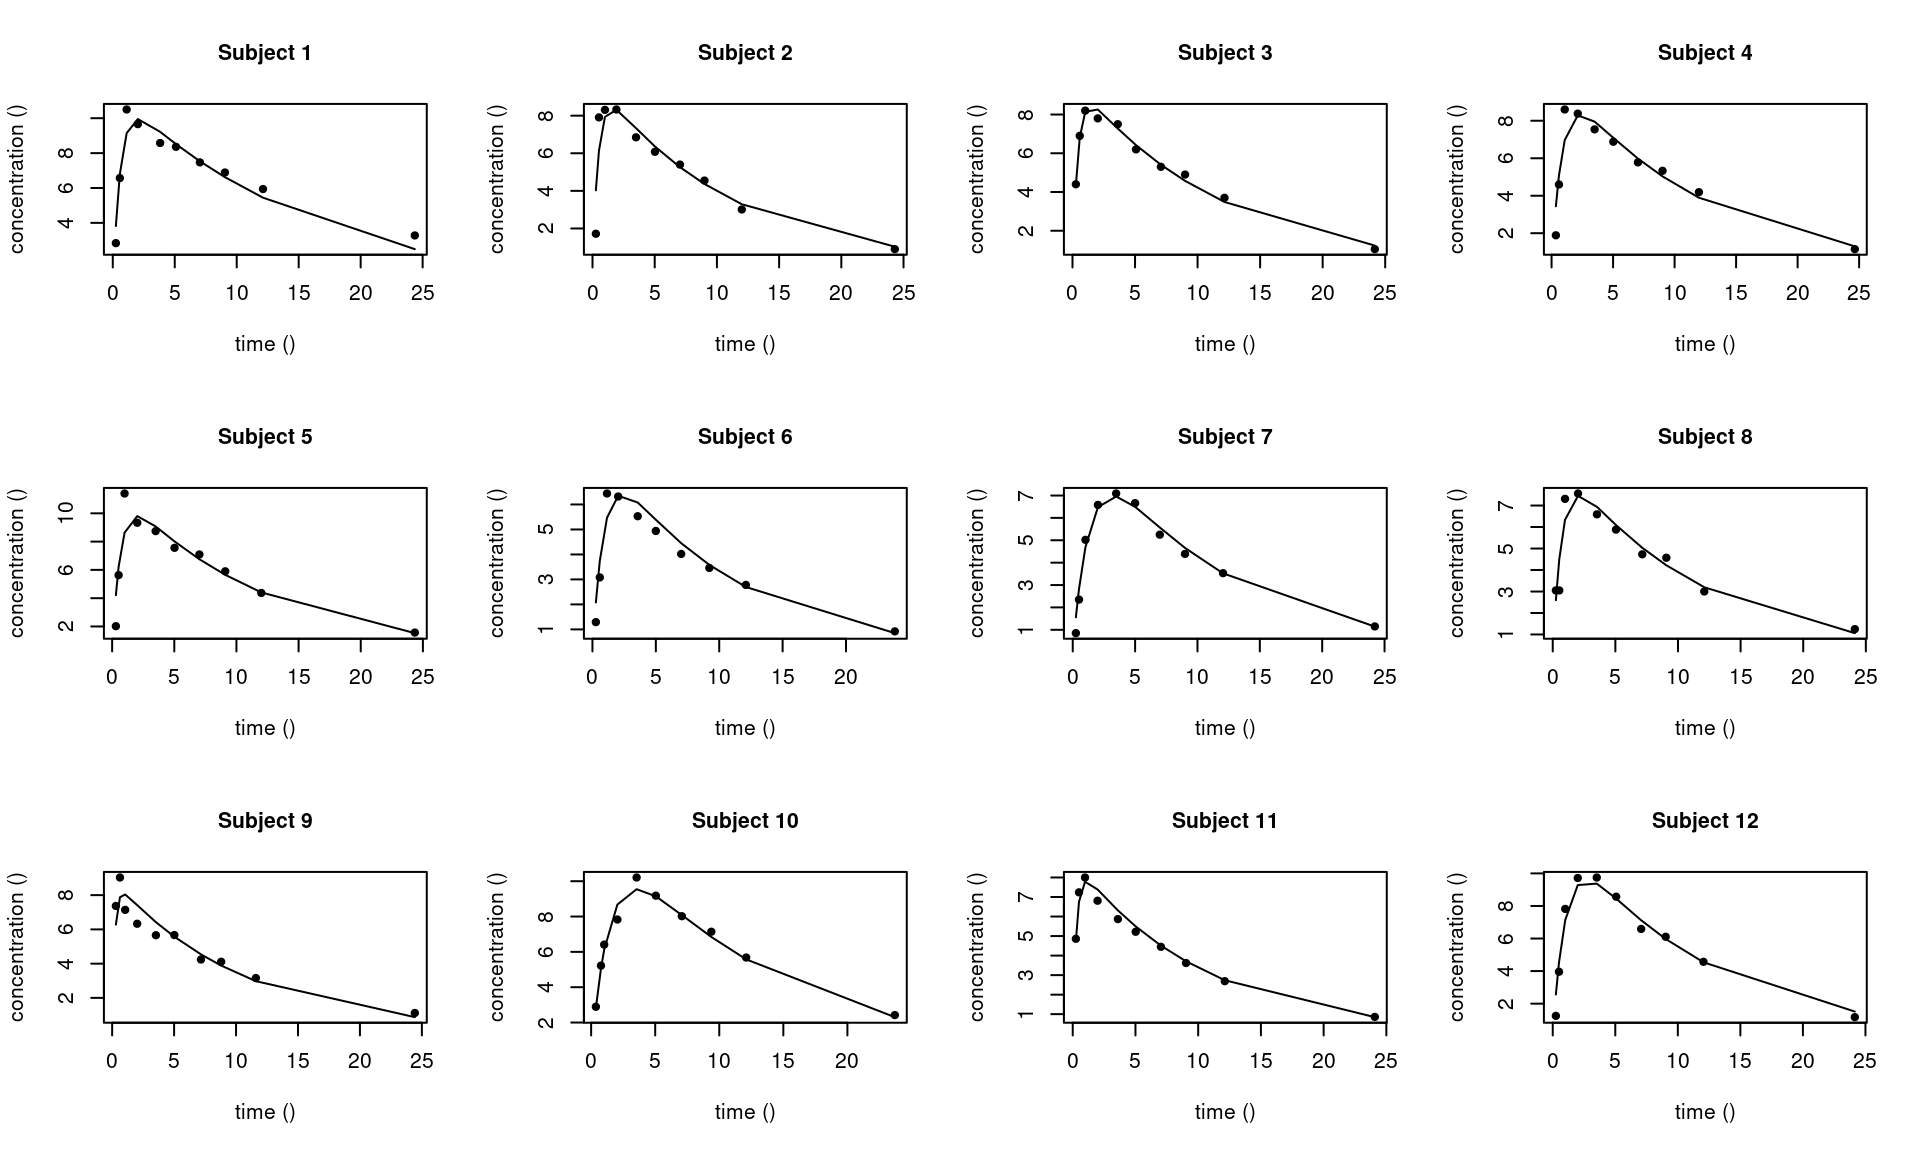 Subject 1
concentration ()
4 6 8
0 5 10 15 20 25
time ()
Subject 2
concentration ()
2 4 6 8
0 5 10 15 20 25
time ()
Subject 3
concentration ()
2 4 6 8
0 5 10 15 20 25
time ()
Subject 4
concentration ()
2 4 6 8
0 5 10 15 20 25
time ()
Subject 5
concentration ()
2 6 10
0 5 10 15 20 25
time ()
Subject 6
concentration ()
1 3 5
0 5 10 15 20
time ()
Subject 7
concentration ()
1 3 5 7
0 5 10 15 20 25
time ()
Subject 8
concentration ()
1 3 5 7
0 5 10 15 20 25
time ()
Subject 9
concentration ()
2 4 6 8
0 5 10 15 20 25
time ()
Subject 10
concentration ()
2 4 6 8
0 5 10 15 20
time ()
Subject 11
concentration ()
1 3 5 7
0 5 10 15 20 25
time ()
Subject 12
concentration ()
2 4 6 8
0 5 10 15 20 25
time ()